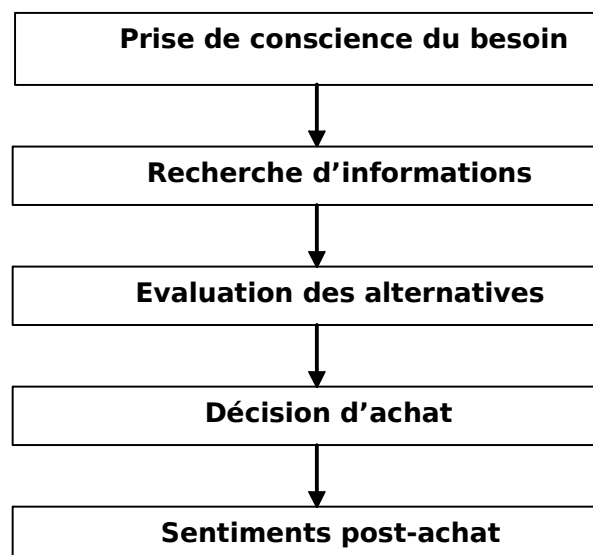 Prise de conscience du besoin
Recherche d’informations
Evaluation des alternatives
Décision d’achat
Sentiments post-achat